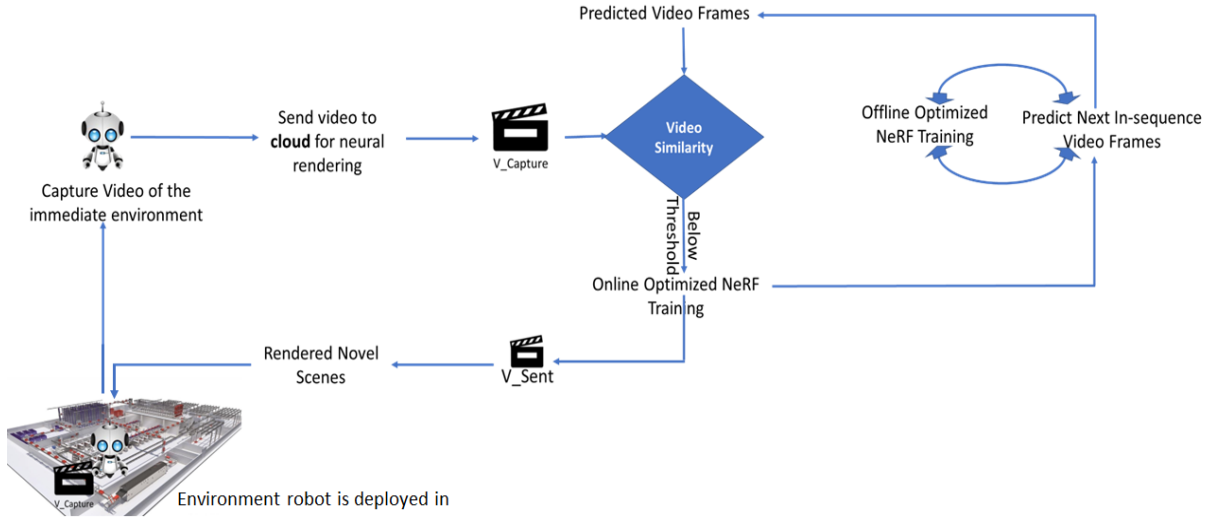 Predicted Video Frames
Send video to
cloud for neural
rendering
V_Capture
Video
Similarity
Offline Optimized
NeRF Training
Predict Next In-sequence
Video Frames
Capture Video of the
immediate environment
Below
Threshold
Online Optimized NeRF
Training
Rendered Novel
Scenes
V_Sent
V_Capture
Environment robot is deployed in